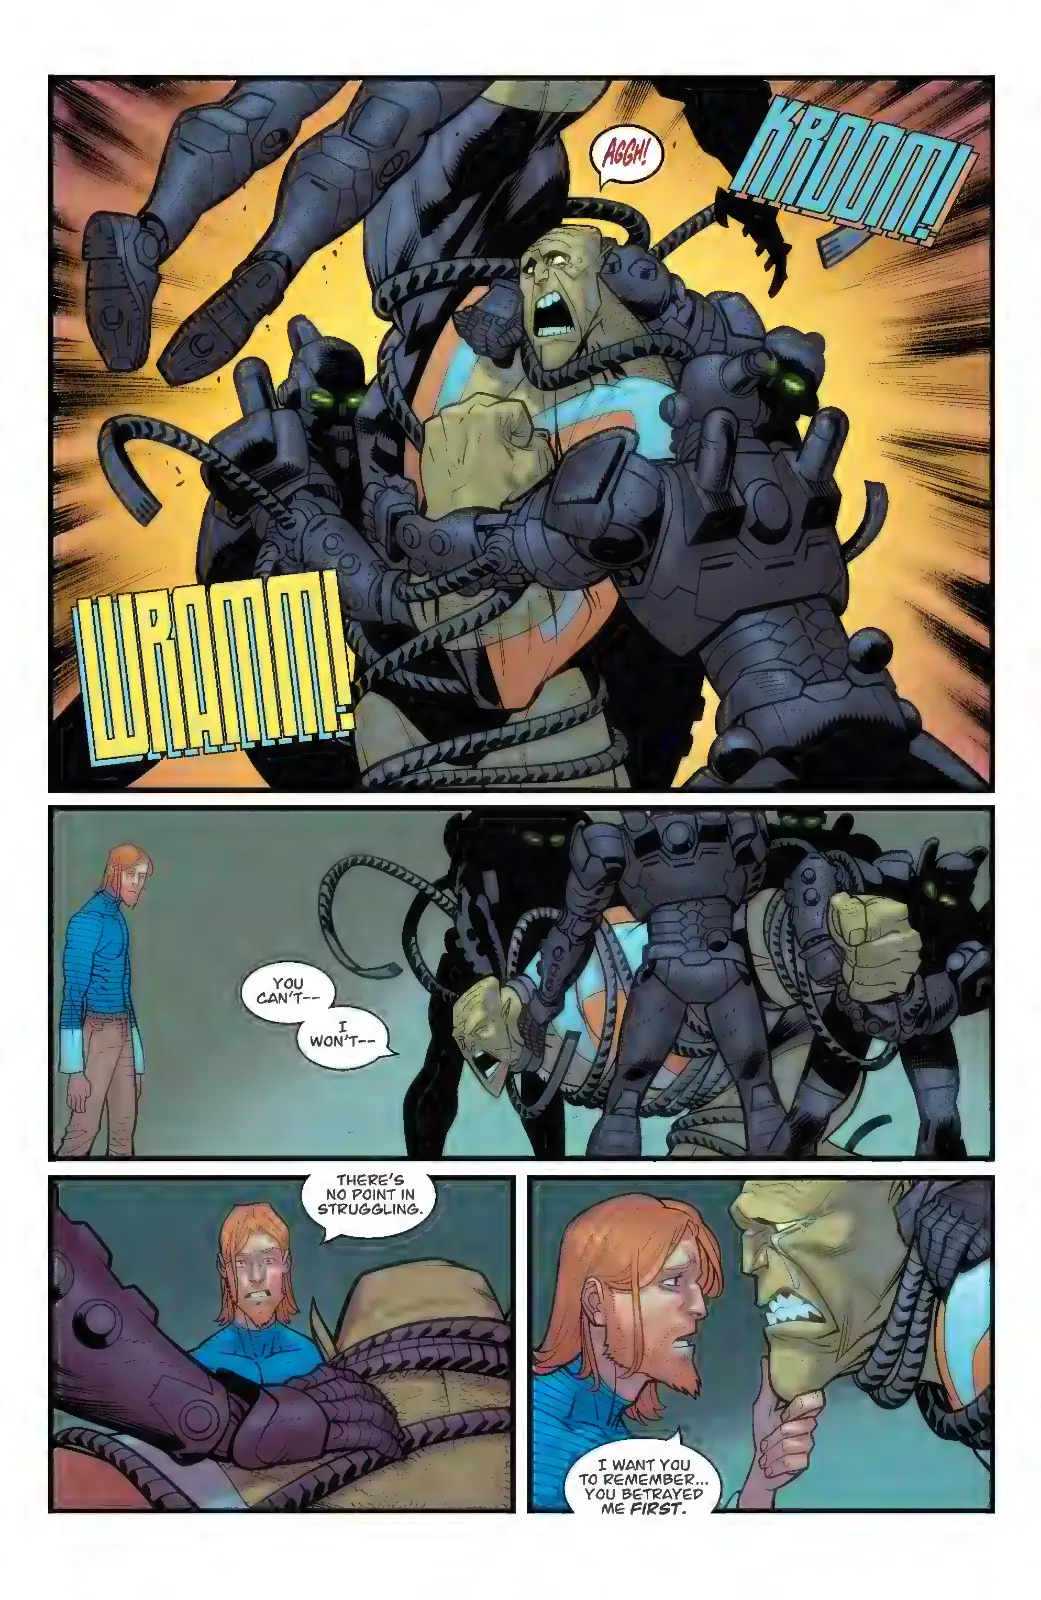 AGGH!
KROOM!
WRAMM!
YOU
CAN'T--
I
WON'T--
THERE'S
NO POINT IN
STRUGGLING.
I WANT YOU
TO REMEMBER...
YOU BETRAYED
ME FIRST.